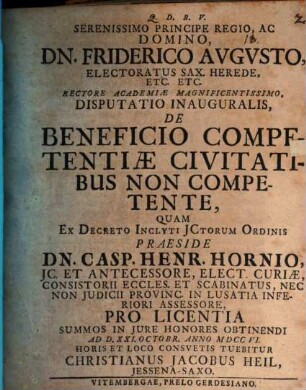 Q. D. B. V.
SERENISSIMO PRINCIPE REGIO, AC
DOMINO,
DN. FRIDERICO AVGVSTO,
ELECTORATUS SAX. HEREDE,
ETC. ETC.
RECTORE ACADEMIÆ MAGNIFICENTISSIMO,
DISPUTATIO INAUGURALIS,
DE
BENEFICIO COMPE-
TENTIÆ CIVITATI-
BUS NON COMPE-
TENTE,
QUAM
EX DECRETO INCLYTI JCTORUM ORDINIS
PRAESIDE
DN. CASP. HENR. HORNIO,
JC. ET ANTECESSORE, ELECT. CURIÆ,
CONSISTORII ECCLES. ET SCABINATUS, NEC
NON JUDICII PROVINC. IN LUSATIA INFE-
RIORI ASSESSORE,
PRO LICENTIA
SUMMOS IN JURE HONORES OBTINENDI
AD D. XXI. OCTOBR. ANNO MDCCVI.
HORIS ET LOCO CONSVETIS TUEBITUR
CHRISTIANUS JACOBUS HEIL,
JESSENÂ-SAXO.
VITEMBERGAE, PRELO GERDESIANO.